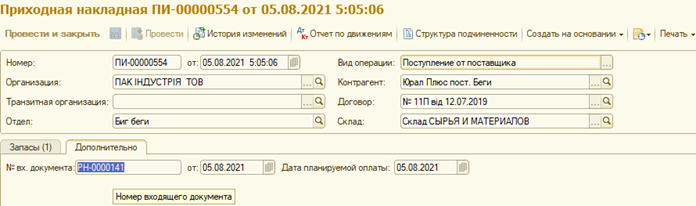 Приходная накладная ПИ-00000554 от 05.08.2021 5:05:06
Провести и закрыть Провести История изменений Дт Кт Отчет по движениям Структура подчиненности Создать на основании Печать
Номер: ПИ-00000554 от: 05.08.2021 5:05:06 Вид операции: Поступление от поставщика ...
Организация: ПАК ІНДУСТРІЯ ТОВ ... Контрагент: Юрал Плюс пост. Беги ...
Транзитная организация: ... Договор: № 11П від 12.07.2019 ...
Отдел: Биг беги Склад: Склад СЫРЬЯ И МАТЕРИАЛОВ ...
Запасы (1) Дополнительно
№ вх. документа: РН-0000141 от: 05.08.2021 Дата планируемой оплаты: 05.08.2021
Номер входящего документа